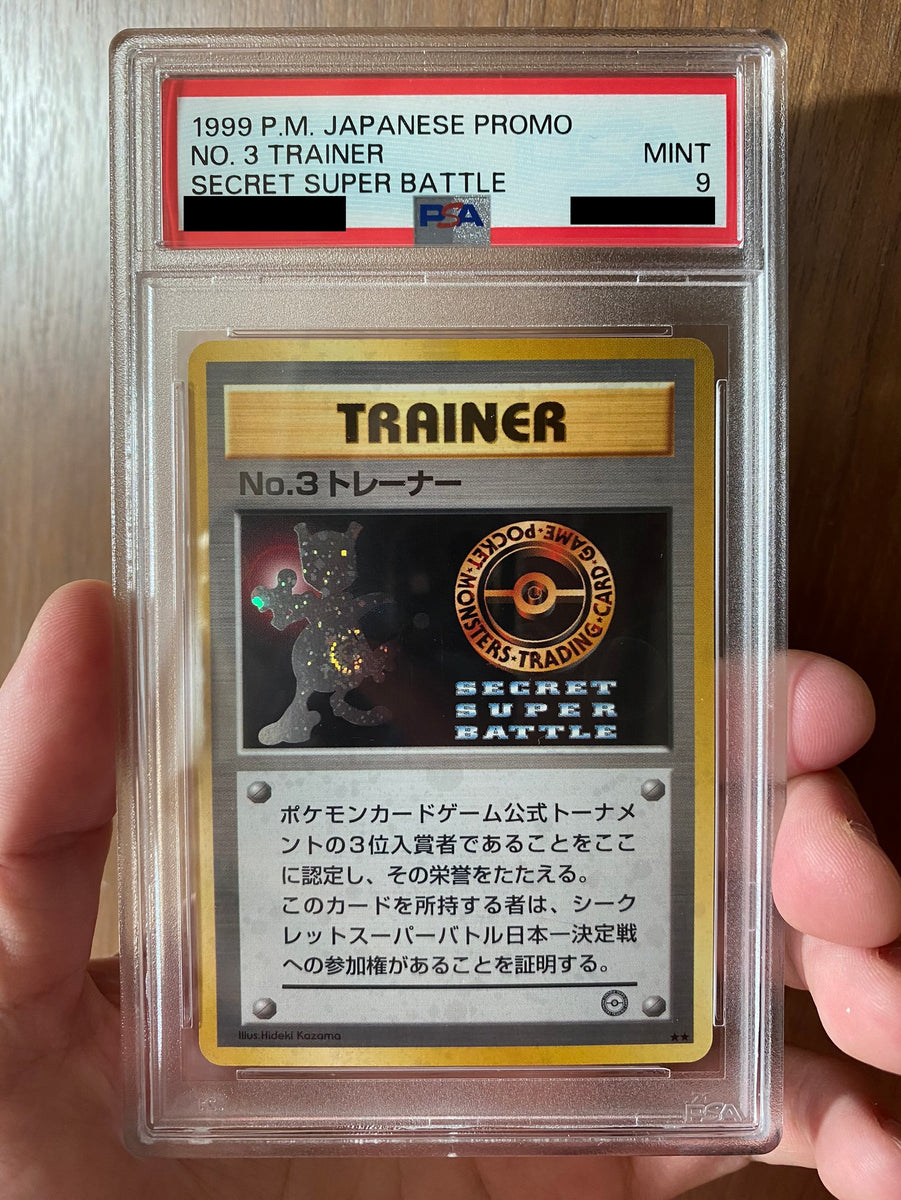 1999 P.M. JAPANESE PROMO
NO. 3 TRAINER MINT
SECRET SUPER BATTLE 9
PSA
TRAINER
No.3 トレーナー
POCKET MONSTERS TRADING CARD GAME
SECRET
SUPER
BATTLE
ポケモンカードゲーム公式トーナメ
ントの3位入賞者であることをここ
に認定し、その栄誉をたたえる。
このカードを所持する者は、シーク
レットスーパーバトル日本一決定戦
への参加権があることを証明する。
Illus.Hideki Kazama
★★
PSA